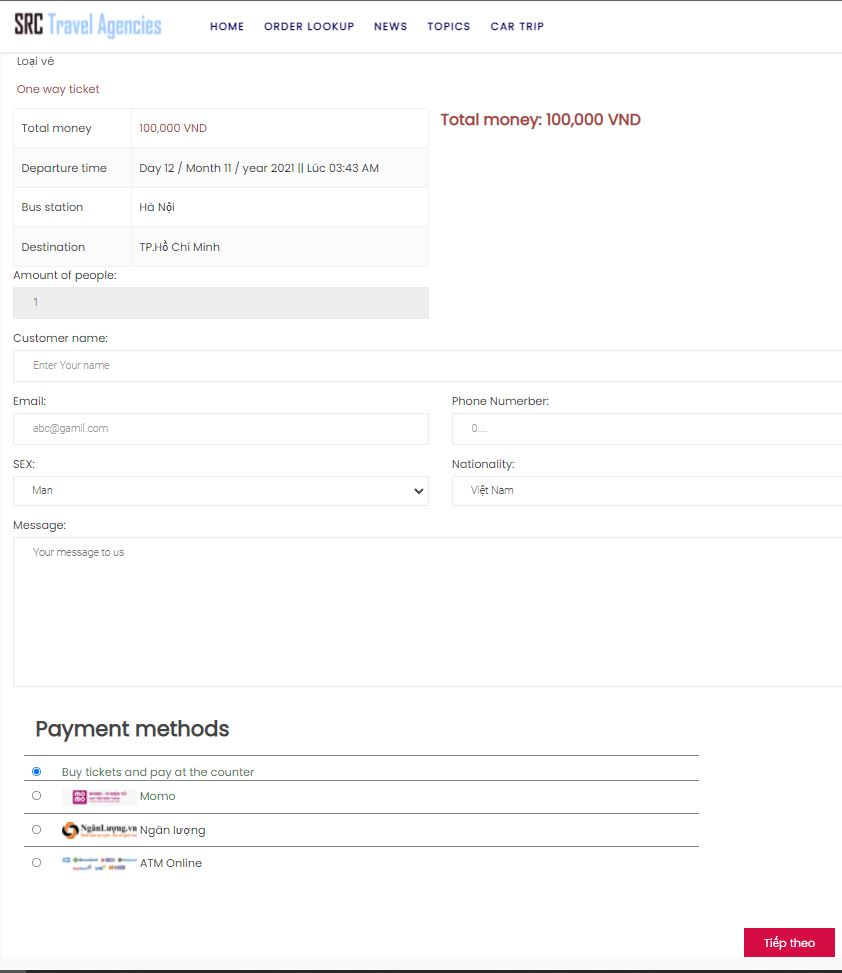 SRC Travel Agencies
HOME ORDER LOOKUP NEWS TOPICS CAR TRIP
Loại vé
One way ticket
Total money 100,000 VND
Total money: 100,000 VND
Departure time Day 12 / Month 11 / year 2021 || Lúc 03:43 AM
Bus station Hà Nội
Destination TP.Hồ Chí Minh
Amount of people:
1
Customer name:
Enter Your name
Email: Phone Numerber:
abc@gamil.com 0....
SEX: Nationality:
Man Việt Nam
Message:
Your message to us
Payment methods
Buy tickets and pay at the counter
Momo
NgânLượng.vn Ngân lượng
ATM Online
Tiếp theo